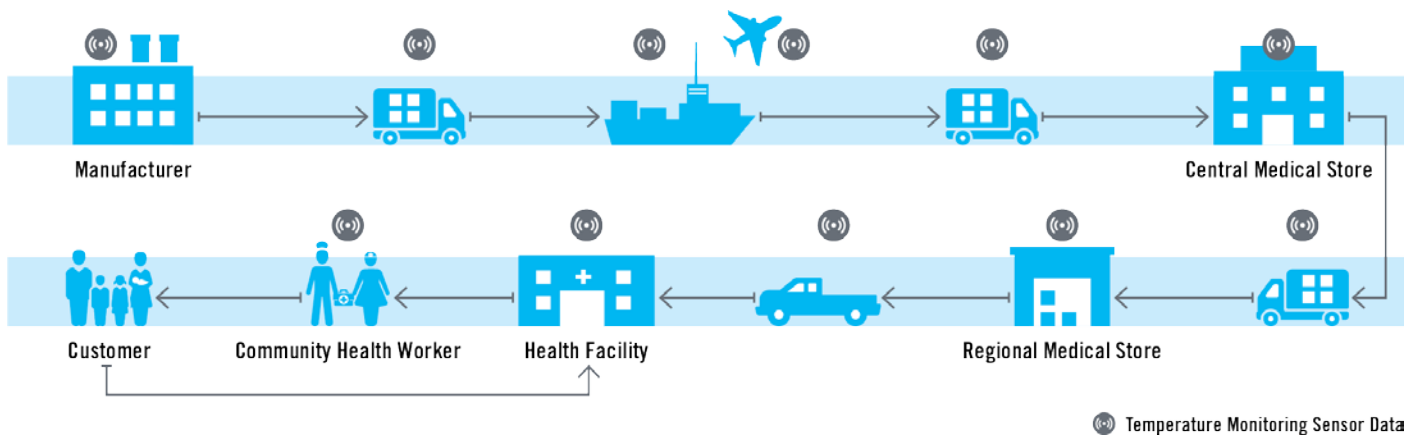 Manufacturer
Central Medical Store
Customer
Community Health Worker
Health Facility
Regional Medical Store
Temperature Monitoring Sensor Data